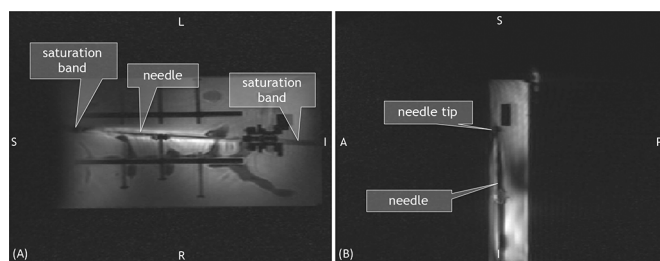 L
saturation
band
needle
saturation
band
S
I
R
(A)
S
needle tip
A
P
needle
I
(B)